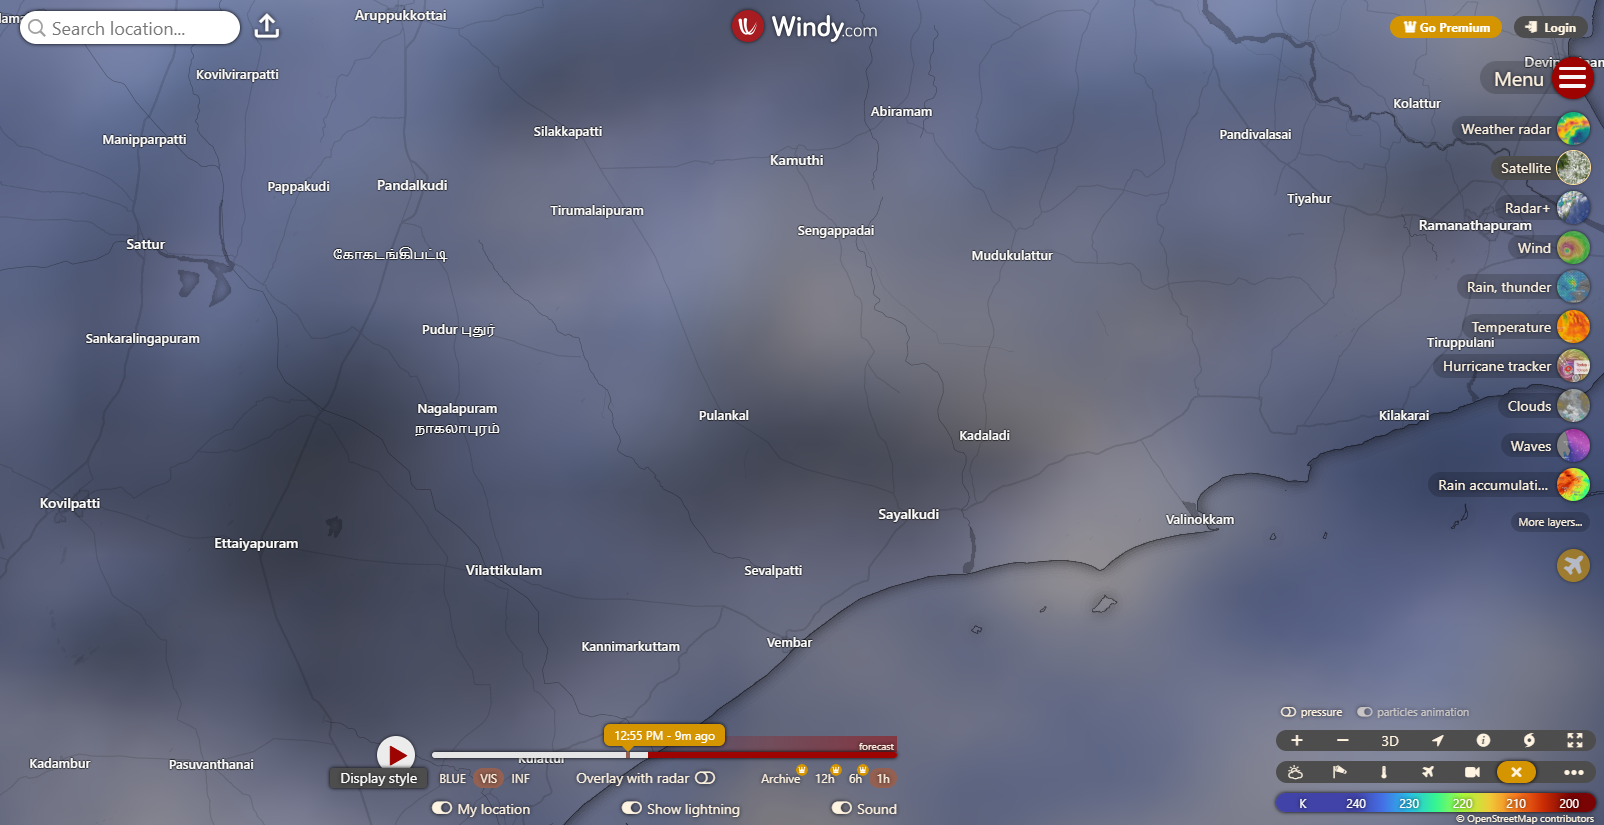 Aruppukkottai
Search location...
Windy.com
Go Premium
Login
Menu
Kovilvirarpatti
Kolattur
Abiramam
Weather radar
Silakkapatti
Pandivalasai
Manipparpatti
Kamuthi
Satellite
Pappakudi
Pandalkudi
Tiyahur
Radar+
Tirumalaipuram
Ramanathapuram
Sengappadai
Sattur
Wind
கோகடங்கிபட்டி
Mudukulattur
Rain, thunder
Temperature
Pudur புதூர்
Sankaralingapuram
Tiruppulani
Hurricane tracker
Nagalapuram
நாகலாபுரம்
Clouds
Pulankal
Kilakarai
Kadaladi
Waves
Rain accumulati...
Kovilpatti
Sayalkudi
Valinokkam
More layers...
Ettaiyapuram
Vilattikulam
Sevalpatti
Kannimarkuttam
Vembar
pressure
particles animation
12:55 PM - 9m ago
forecast
3D
Kadambur
Pasuvanthanai
Kulattur
Display style
BLUE
VIS
INF
Overlay with radar
Archive
12h
6h
1h
My location
Show lightning
Sound
K 240 230 220 210 200
© OpenStreetMap contributors